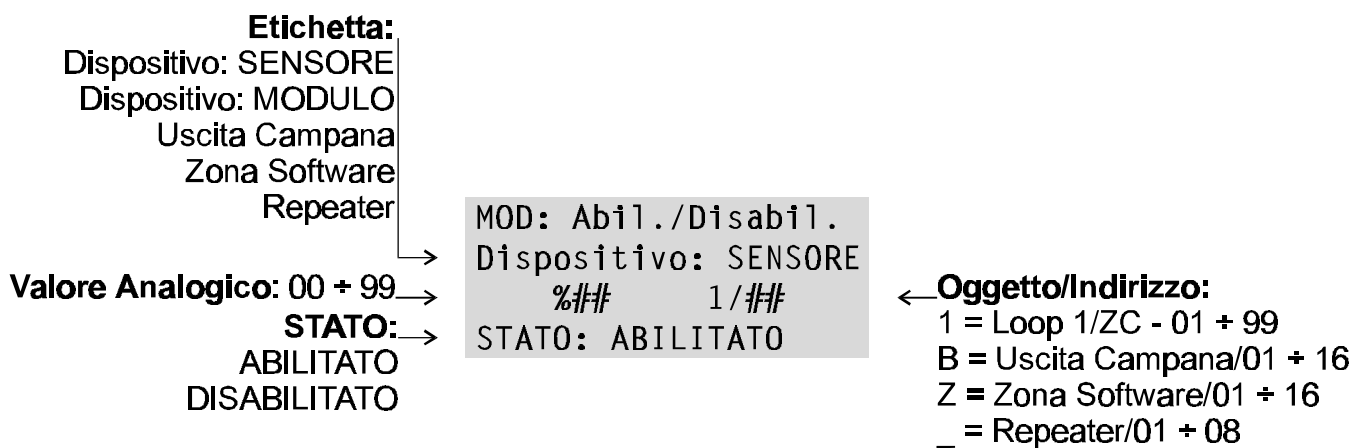 Etichetta:
Dispositivo: SENSORE
Dispositivo: MODULO
Uscita Campana
Zona Software
Repeater
Valore Analogico: 00 ÷ 99
STATO:
ABILITATO
DISABILITATO
MOD: Abil./Disabil.
Dispositivo: SENSORE
%## 1/##
STATO: ABILITATO
Oggetto/Indirizzo:
1 = Loop 1/ZC - 01 ÷ 99
B = Uscita Campana/01 ÷ 16
Z = Zona Software/01 ÷ 16
_ = Repeater/01 ÷ 08